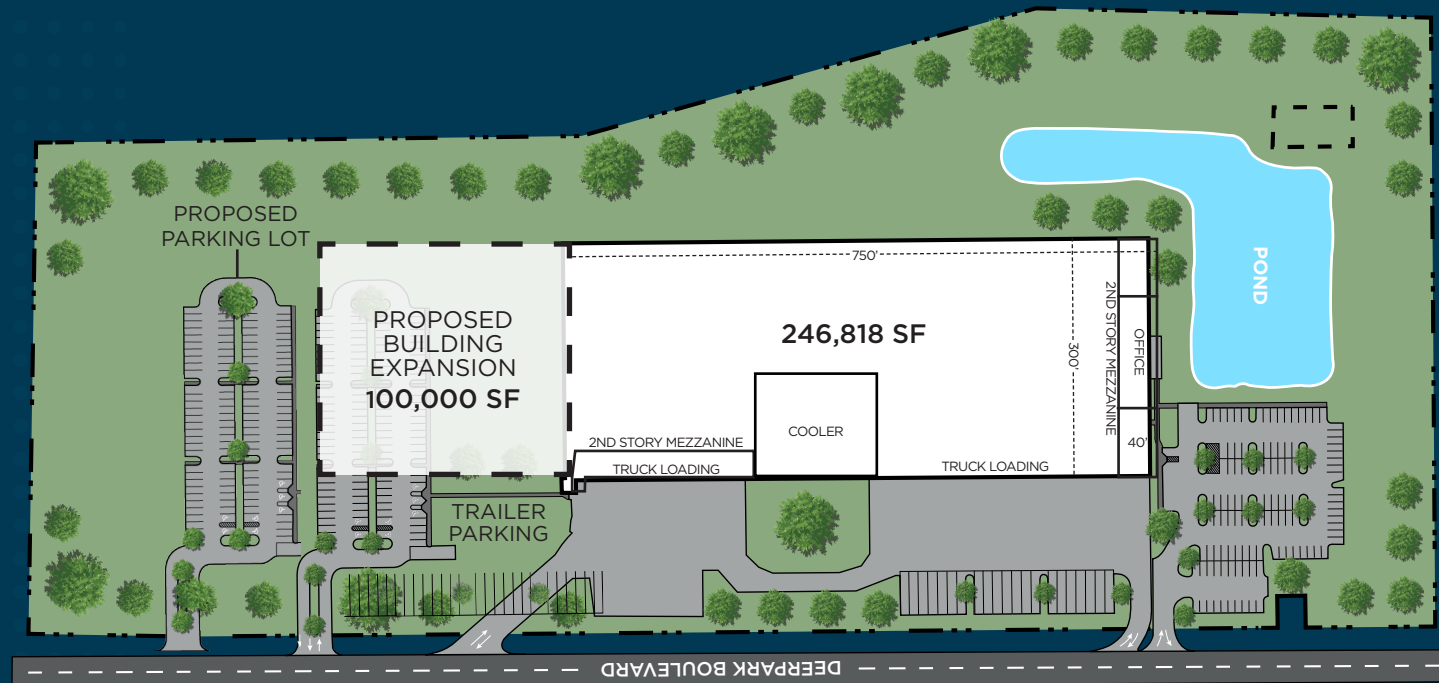 PROPOSED
PARKING LOT
PROPOSED
BUILDING
EXPANSION
100,000 SF
750'
246,818 SF
300'
2ND STORY MEZZANINE
OFFICE
40'
POND
COOLER
2ND STORY MEZZANINE
TRUCK LOADING
TRUCK LOADING
TRAILER
PARKING
DEERPARK BOULEVARD